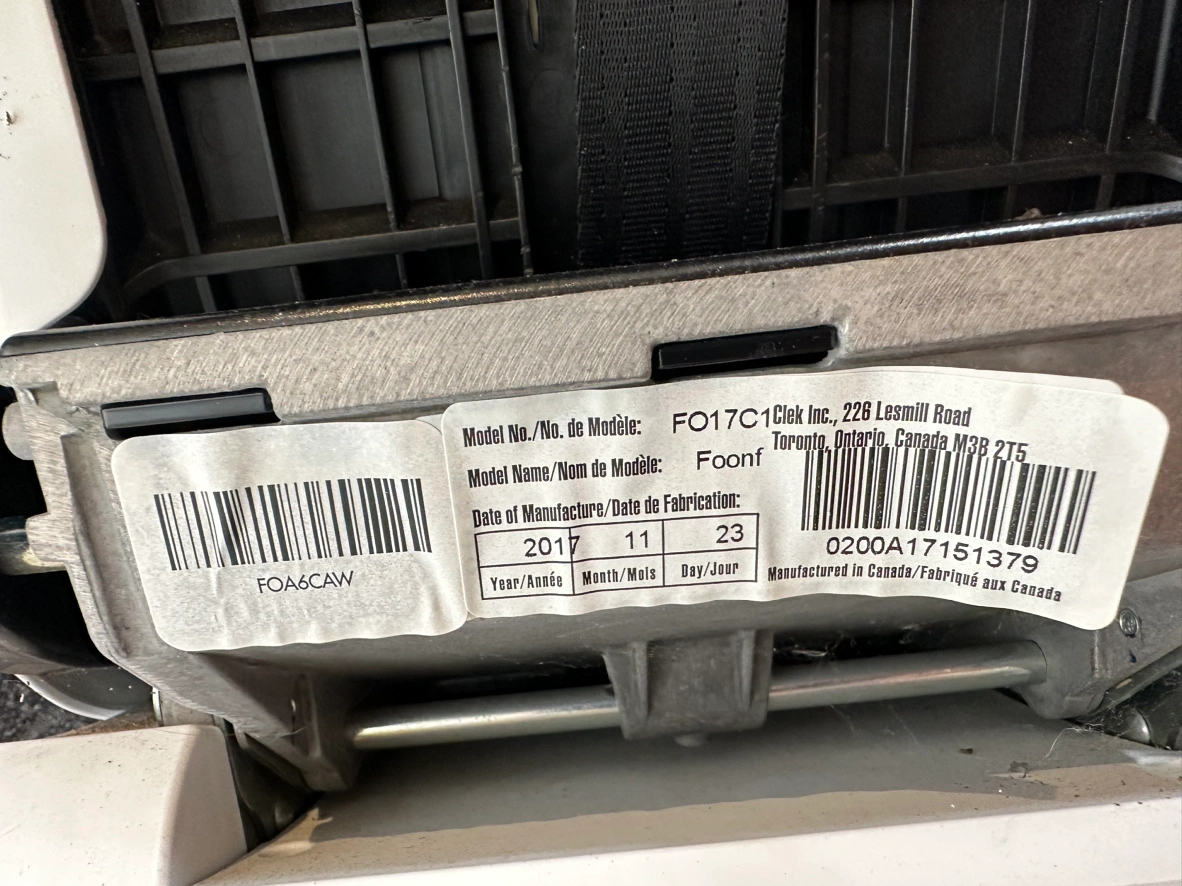 FOA6CAW
Model No./No. de Modèle: FO17C1
Model Name/Nom de Modèle: Foonf
Date of Manufacture/Date de Fabrication:
2017 11 23
Year/Année Month/Mois Day/Jour
Clek Inc., 226 Lesmill Road
Toronto, Ontario, Canada M3B 2T5
0200A17151379
Manufactured in Canada/Fabriqué aux Canada